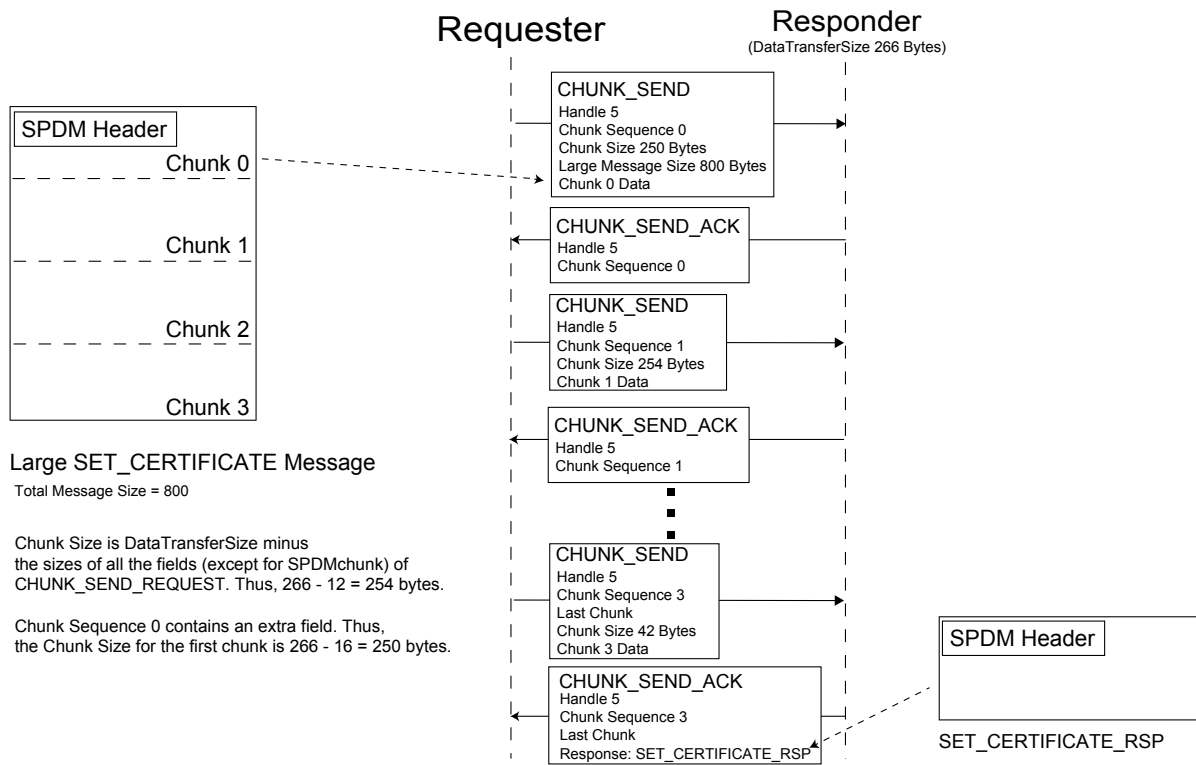 Requester
Responder
(DataTransferSize 266 Bytes)
SPDM Header
Chunk 0
Chunk 1
Chunk 2
Chunk 3
Large SET_CERTIFICATE Message
Total Message Size = 800
Chunk Size is DataTransferSize minus
the sizes of all the fields (except for SPDMchunk) of
CHUNK_SEND_REQUEST. Thus, 266 - 12 = 254 bytes.
Chunk Sequence 0 contains an extra field. Thus,
the Chunk Size for the first chunk is 266 - 16 = 250 bytes.
CHUNK_SEND
Handle 5
Chunk Sequence 0
Chunk Size 250 Bytes
Large Message Size 800 Bytes
Chunk 0 Data
CHUNK_SEND_ACK
Handle 5
Chunk Sequence 0
CHUNK_SEND
Handle 5
Chunk Sequence 1
Chunk Size 254 Bytes
Chunk 1 Data
CHUNK_SEND_ACK
Handle 5
Chunk Sequence 1
CHUNK_SEND
Handle 5
Chunk Sequence 3
Last Chunk
Chunk Size 42 Bytes
Chunk 3 Data
CHUNK_SEND_ACK
Handle 5
Chunk Sequence 3
Last Chunk
Response: SET_CERTIFICATE_RSP
SPDM Header
SET_CERTIFICATE_RSP